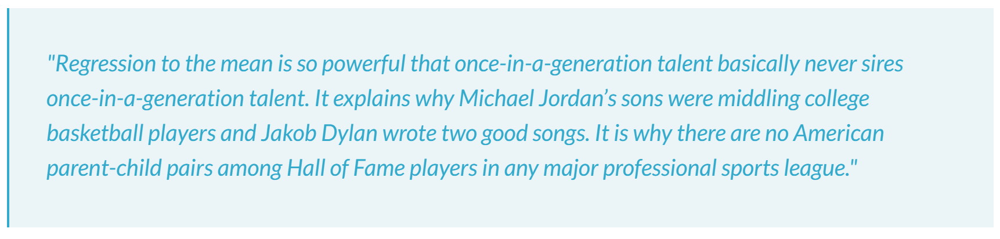 "Regression to the mean is so powerful that once-in-a-generation talent basically never sires
once-in-a-generation talent. It explains why Michael Jordan’s sons were middling college
basketball players and Jakob Dylan wrote two good songs. It is why there are no American
parent-child pairs among Hall of Fame players in any major professional sports league."